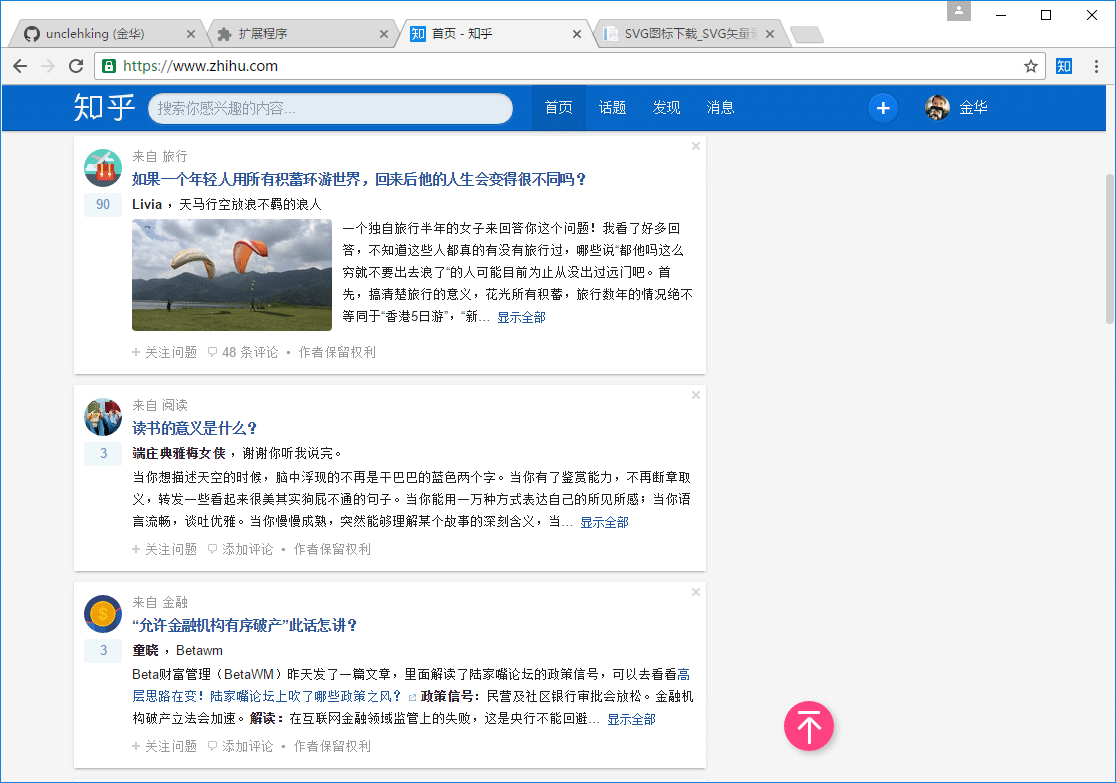 unclehking (金华)
扩展程序
首页 - 知乎
SVG图标下载_SVG矢量
https://www.zhihu.com
知
知乎
搜索你感兴趣的内容...
首页
话题
发现
消息
金华
来自 旅行
如果一个年轻人用所有积蓄环游世界，回来后他的人生会变得很不同吗？
90
Livia ，天马行空放浪不羁的浪人
一个独自旅行半年的女子来回答你这个问题！我看了好多回
答，不知道这些人都真的有没有旅行过，哪些说“都他吗这么
穷就不要出去浪了“的人可能目前为止从没出过远门吧。首
先，搞清楚旅行的意义，花光所有积蓄，旅行数年的情况绝不
等同于“香港5日游”，“新… 显示全部
关注问题 48 条评论 • 作者保留权利
来自 阅读
读书的意义是什么？
3
端庄典雅梅女侠 ，谢谢你听我说完。
当你想描述天空的时候，脑中浮现的不再是干巴巴的蓝色两个字。当你有了鉴赏能力，不再断章取
义，转发一些看起来很美其实狗屁不通的句子。当你能用一万种方式表达自己的所见所感；当你语
言流畅，谈吐优雅。当你慢慢成熟，突然能够理解某个故事的深刻含义，当… 显示全部
关注问题 添加评论 • 作者保留权利
来自 金融
“允许金融机构有序破产”此话怎讲？
3
童晓 ，Betawm
Beta财富管理（BetaWM）昨天发了一篇文章，里面解读了陆家嘴论坛的政策信号，可以去看看高
层思路在变！陆家嘴论坛上吹了哪些政策之风？ 政策信号：民营及社区银行审批会放松。金融机
构破产立法会加速。解读：在互联网金融领域监管上的失败，这是央行不能回避… 显示全部
关注问题 添加评论 • 作者保留权利